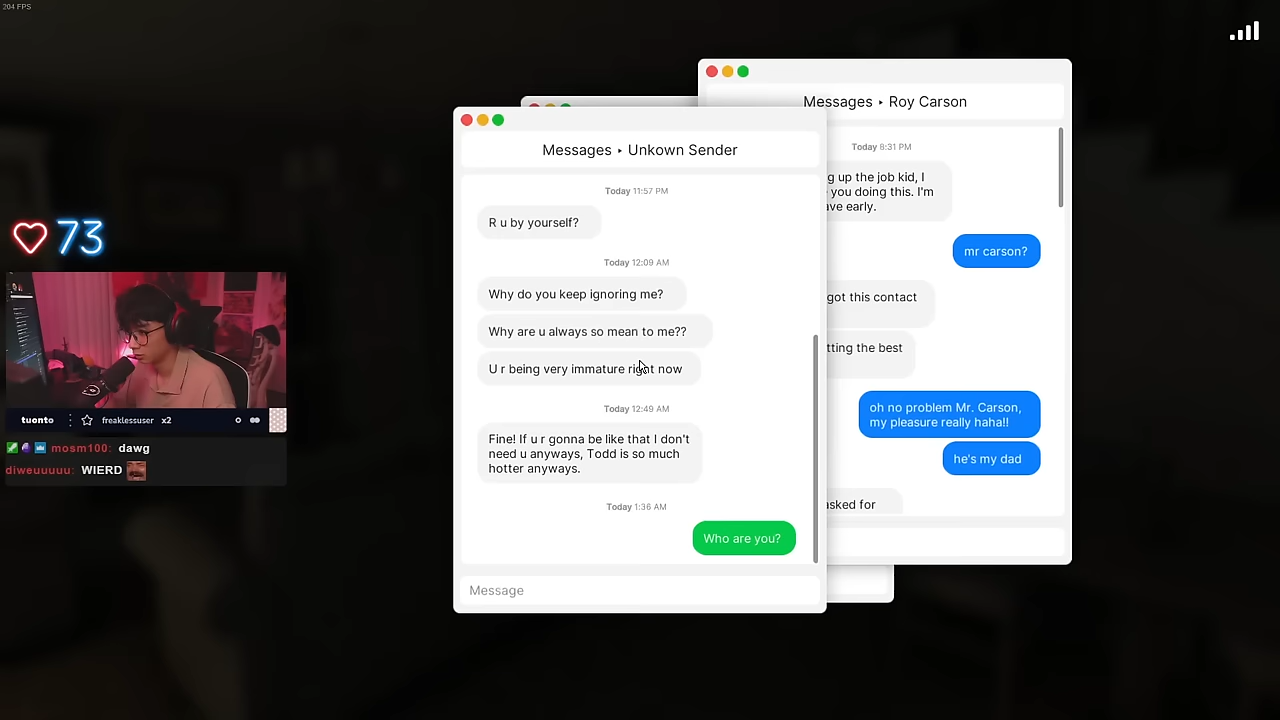 204 FPS
Messages ▸ Roy Carson
Today 8:31 PM
g up the job kid, I
you doing this. I'm
ave early.
mr carson?
got this contact
tting the best
oh no problem Mr. Carson,
my pleasure really haha!!
he's my dad
asked for
Messages ▸ Unkown Sender
Today 11:57 PM
R u by yourself?
Today 12:09 AM
Why do you keep ignoring me?
Why are u always so mean to me??
U r being very immature right now
Today 12:49 AM
Fine! If u r gonna be like that I don't
need u anyways, Todd is so much
hotter anyways.
Today 1:36 AM
Who are you?
Message
73
tuonto
freaklessuser x2
mosm100: dawg
diweuuuuu: WIERD